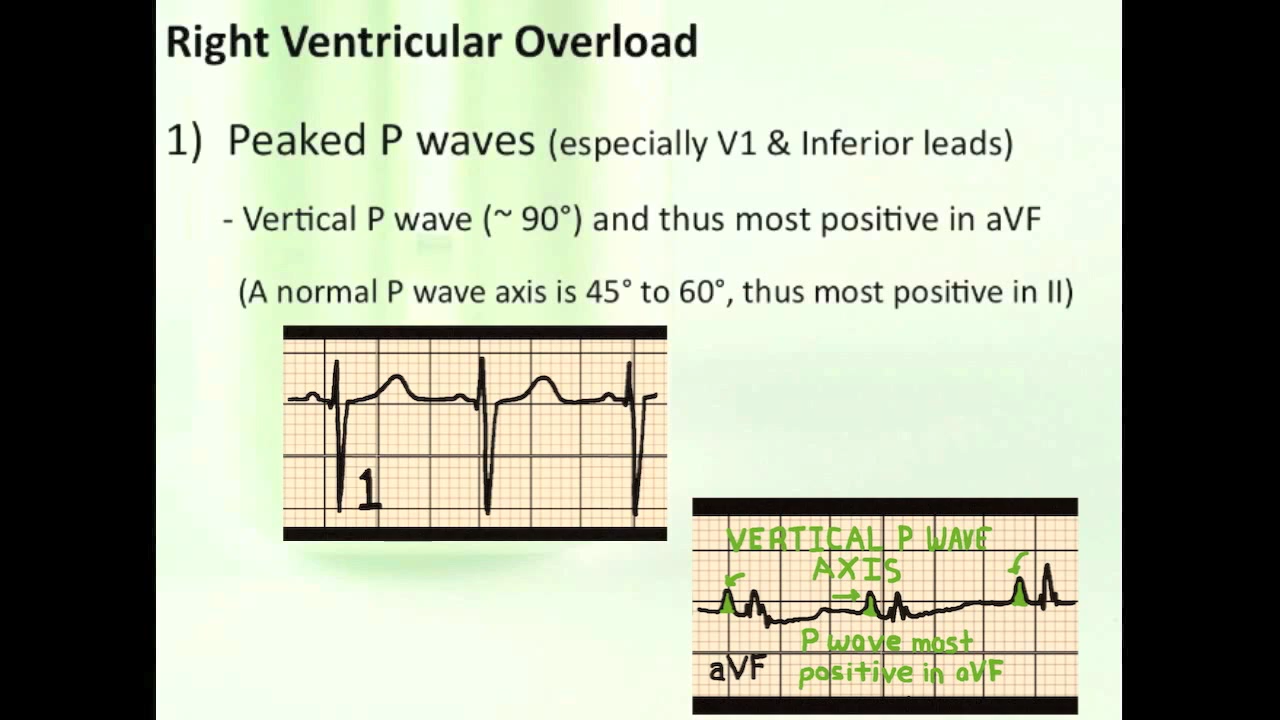 Right Ventricular Overload
1) Peaked P waves (especially V1 & Inferior leads)
- Vertical P wave (~ 90°) and thus most positive in aVF
(A normal P wave axis is 45° to 60°, thus most positive in II)
1
VERTICAL P WAVE
AXIS
P wave most
positive in aVF
aVF